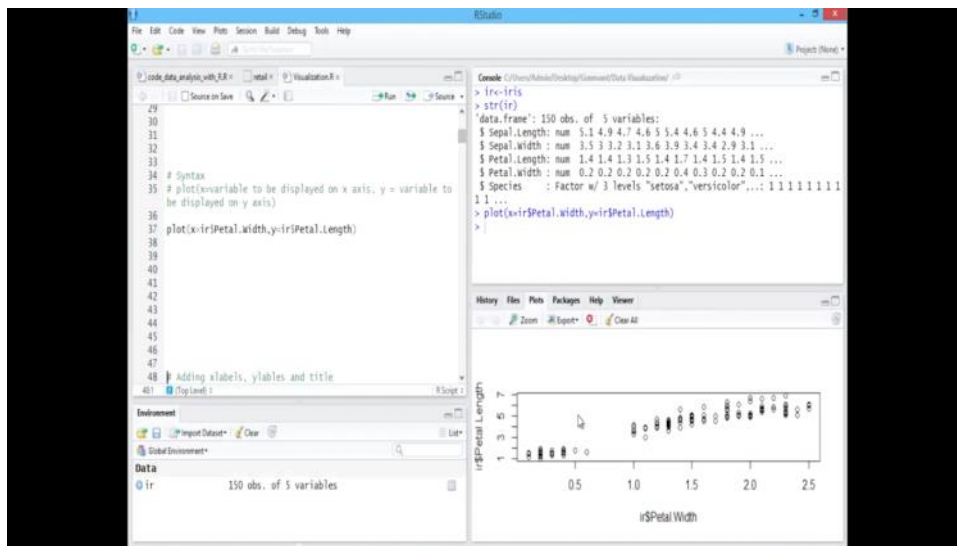 RStudio
File Edit Code View Plots Session Build Debug Tools Help
Project: (None)
code_data_analysis_with_R.R × retail × Visualization.R ×
Source on Save Run Source
29
30
31
32
33
34 # Syntax
35 # plot(x=variable to be displayed on x axis, y = variable to
be displayed on y axis)
36
37 plot(x=ir$Petal.Width,y=ir$Petal.Length)
38
39
40
41
42
43
44
45
46
47
48 # Adding xlabels, ylables and title
(Top Level) R Script
Console C:/Users/Admin/Desktop/
> ir<-iris
> str(ir)
'data.frame': 150 obs. of 5 variables:
$ Sepal.Length: num 5.1 4.9 4.7 4.6 5 5.4 4.6 5 4.4 4.9 ...
$ Sepal.Width : num 3.5 3 3.2 3.1 3.6 3.9 3.4 3.4 2.9 3.1 ...
$ Petal.Length: num 1.4 1.4 1.3 1.5 1.4 1.7 1.4 1.5 1.4 1.5 ...
$ Petal.Width : num 0.2 0.2 0.2 0.2 0.2 0.4 0.3 0.2 0.2 0.1 ...
$ Species : Factor w/ 3 levels "setosa","versicolor",..: 1 1 1 1 1 1 1 1
1 1 ...
> plot(x=ir$Petal.Width,y=ir$Petal.Length)
>
History Files Plots Packages Help Viewer
Zoom Export Clear All
ir$Petal.Length
1 3 5 7
0.5 1.0 1.5 2.0 2.5
ir$Petal.Width
Environment
Import Dataset Clear List
Global Environment
Data
ir 150 obs. of 5 variables